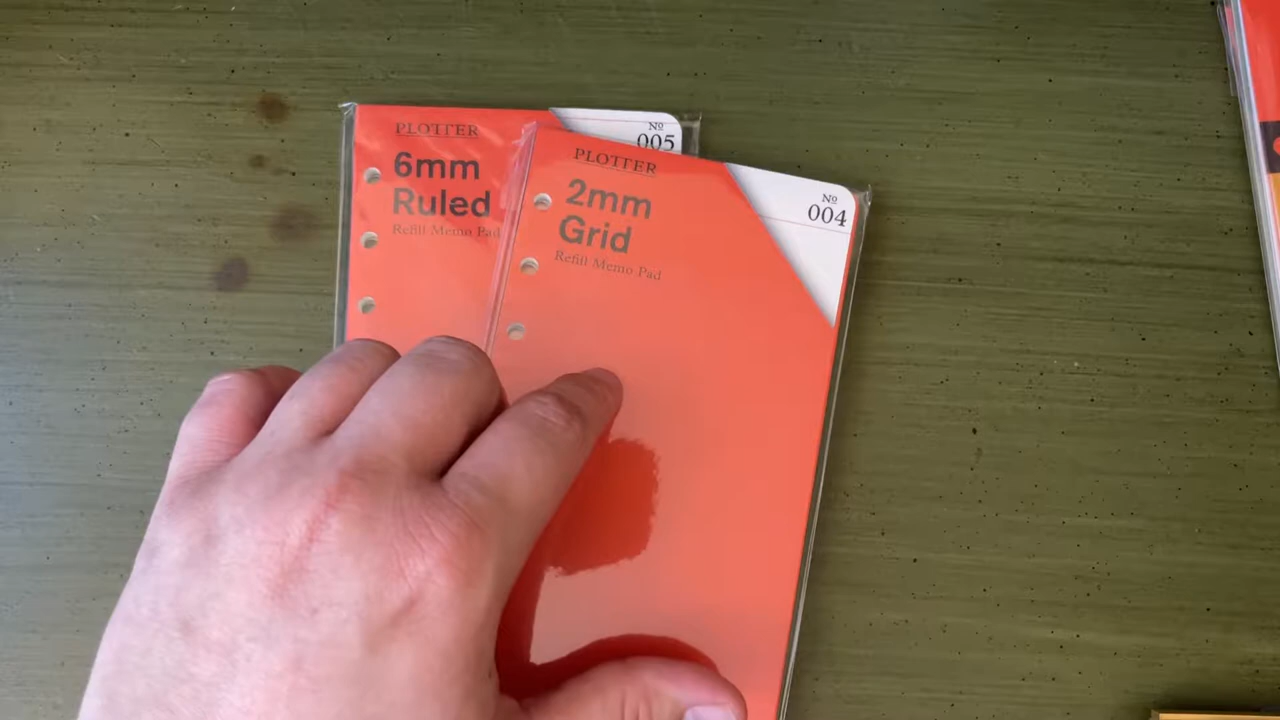 PLOTTER
6mm
Ruled
Refill Memo Pad
Nº
005
PLOTTER
2mm
Grid
Refill Memo Pad
Nº
004